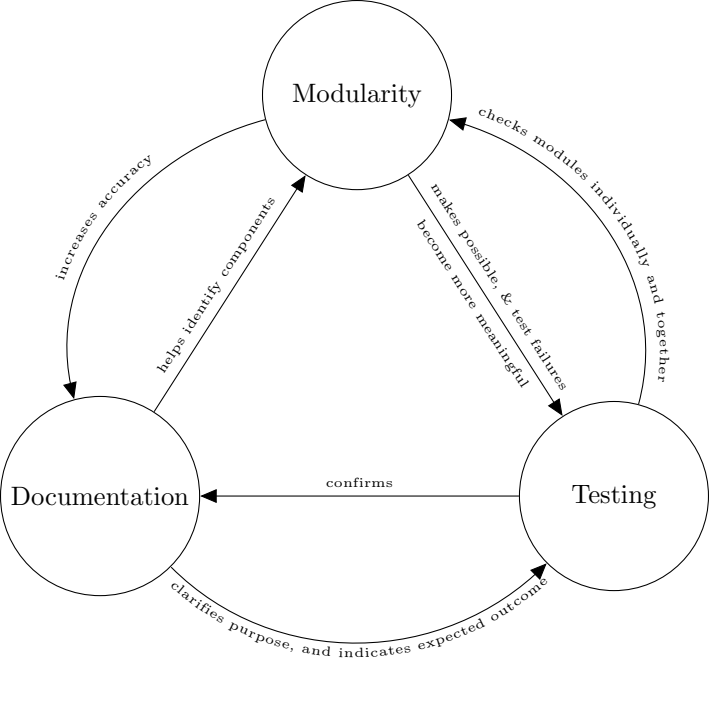 Modularity
checks modules individually and together
increases accuracy
helps identify components
makes possible, & test failures
become more meaningful
Documentation
confirms
Testing
clarifies purpose, and indicates expected outcome